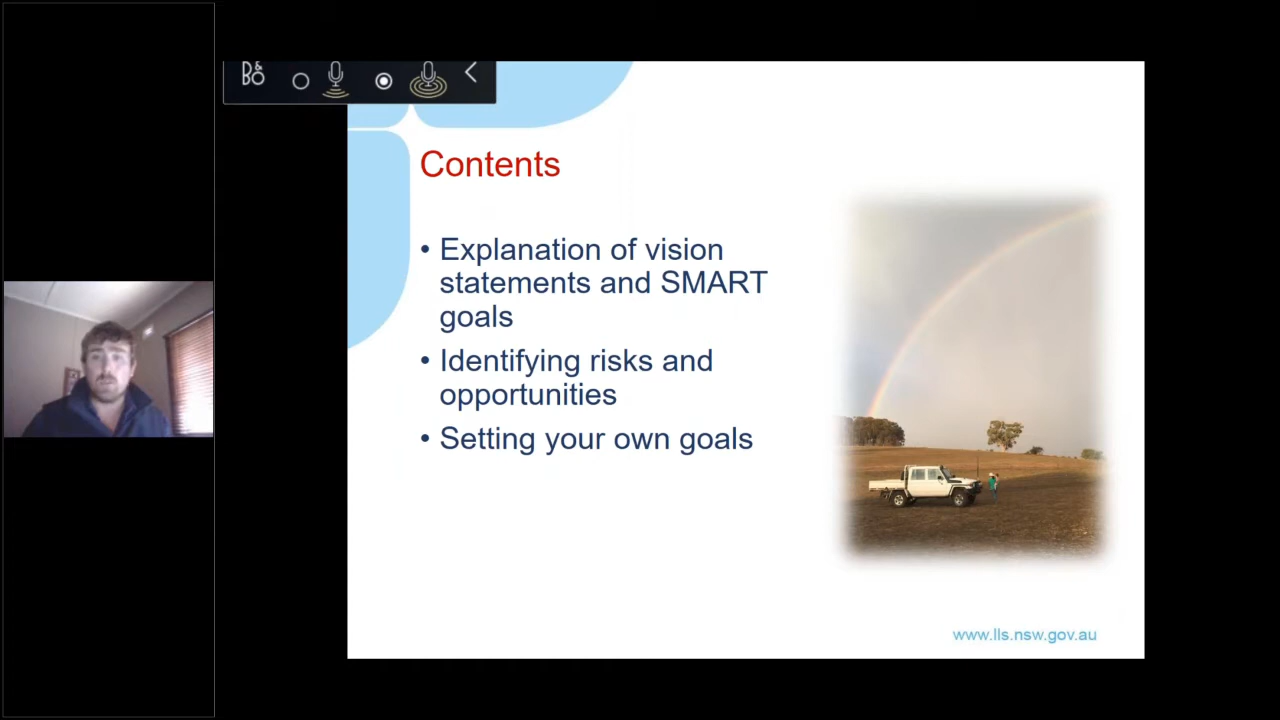 B&
BO
Contents
• Explanation of vision
statements and SMART
goals
• Identifying risks and
opportunities
• Setting your own goals
www.lls.nsw.gov.au